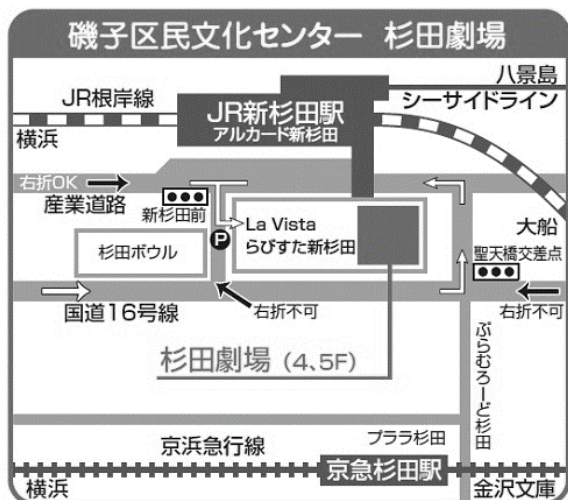 磯子区民文化センター 杉田劇場
八景島
JR根岸線
シーサイドライン
JR新杉田駅
アルカード新杉田
横浜
右折OK
産業道路
新杉田前
La Vista
らびすた新杉田
大船
杉田ボウル
P
聖天橋交差点
国道16号線
右折不可
右折不可
杉田劇場（4、5F）
ぷらむろーど杉田
京浜急行線
プララ杉田
京急杉田駅
横浜
金沢文庫